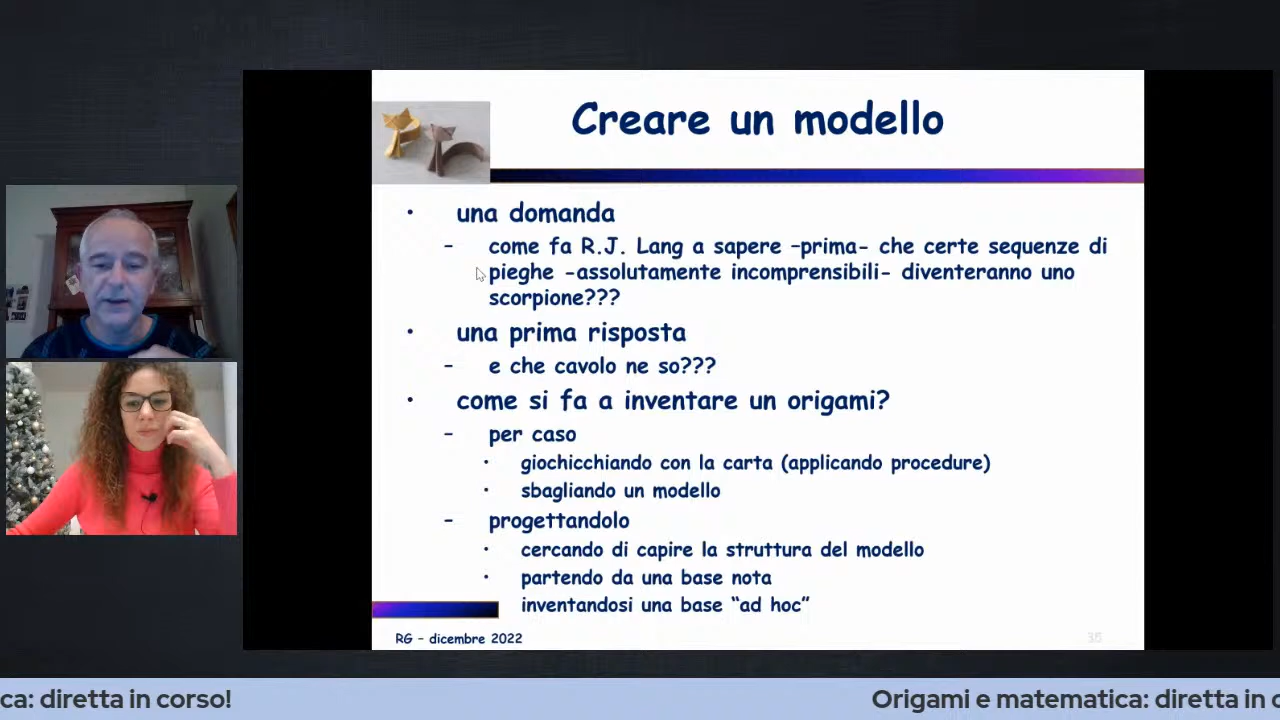 Creare un modello
• una domanda
– come fa R.J. Lang a sapere –prima- che certe sequenze di
pieghe -assolutamente incomprensibili- diventeranno uno
scorpione???
• una prima risposta
– e che cavolo ne so???
• come si fa a inventare un origami?
– per caso
• giochicchiando con la carta (applicando procedure)
• sbagliando un modello
– progettandolo
• cercando di capire la struttura del modello
• partendo da una base nota
inventandosi una base “ad hoc”
RG – dicembre 2022
35
ca: diretta in corso!
Origami e matematica: diretta in c